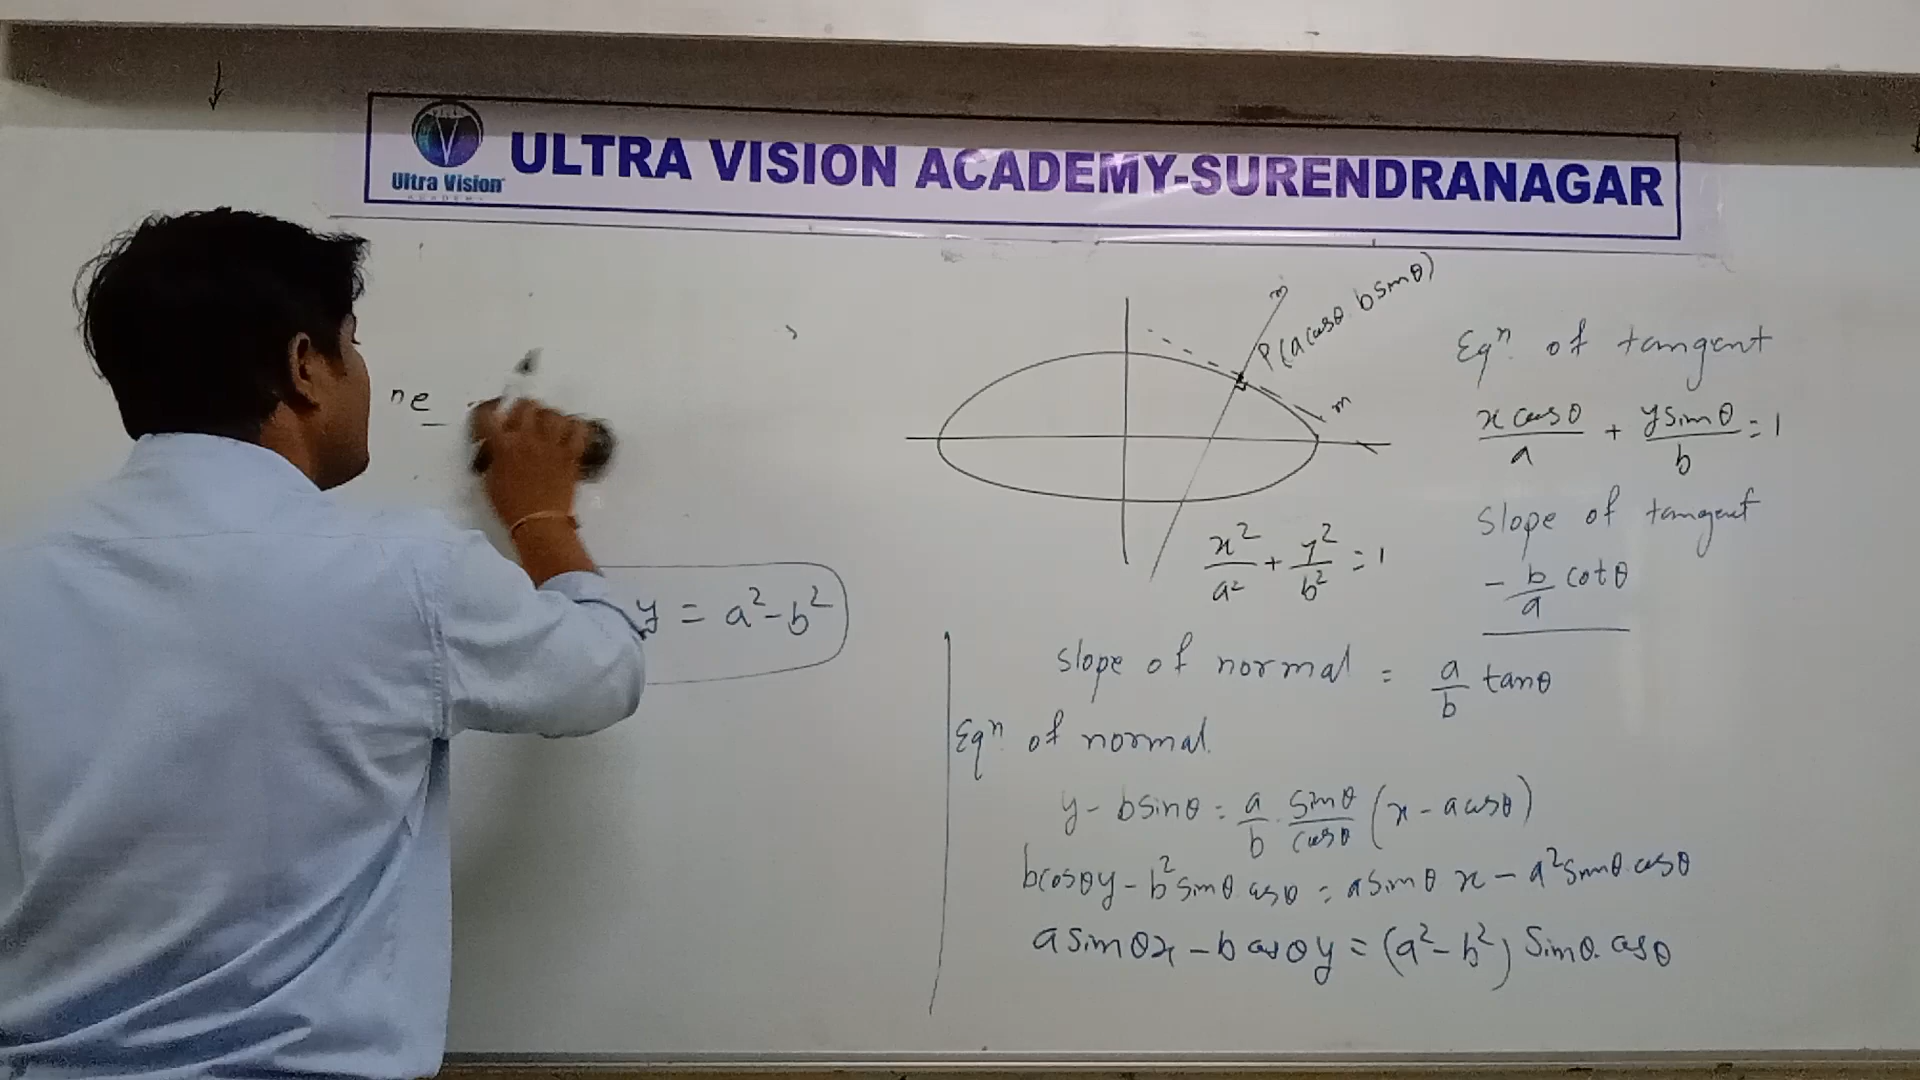 ULTRA VISION ACADEMY-SURENDRANAGAR
Ultra Vision
ACADEMY
ne
y = a² - b²
n
P(a cosθ, b sinθ)
m
x²/a² + y²/b² = 1
Eqⁿ. of tangent
x cosθ/a + y sinθ/b = 1
Slope of tangent
- b/a cotθ
Slope of normal = a/b tanθ
Eqⁿ. of normal.
y - b sinθ = a/b . sinθ/cosθ (x - a cosθ)
b cosθ y - b² sinθ cosθ = a sinθ x - a² sinθ. cosθ
a sinθ x - b cosθ y = (a² - b²) sinθ. cosθ